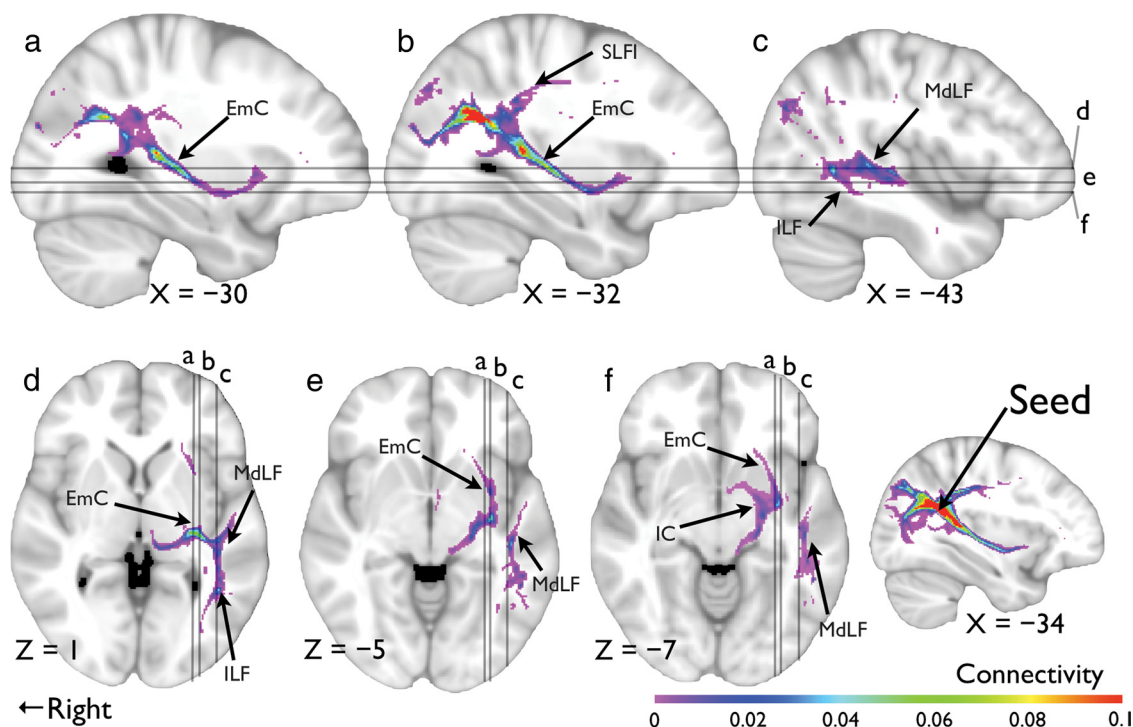 a
b
c
SLFI
EmC
EmC
MdLF
ILF
d
e
f
X = −30
X = −32
X = −43
d
a
b
c
EmC
MdLF
ILF
Z = 1
e
a
b
c
EmC
MdLF
Z = −5
f
a
b
c
EmC
IC
MdLF
Z = −7
Seed
X = −34
←Right
Connectivity
0 0.02 0.04 0.06 0.08 0.1